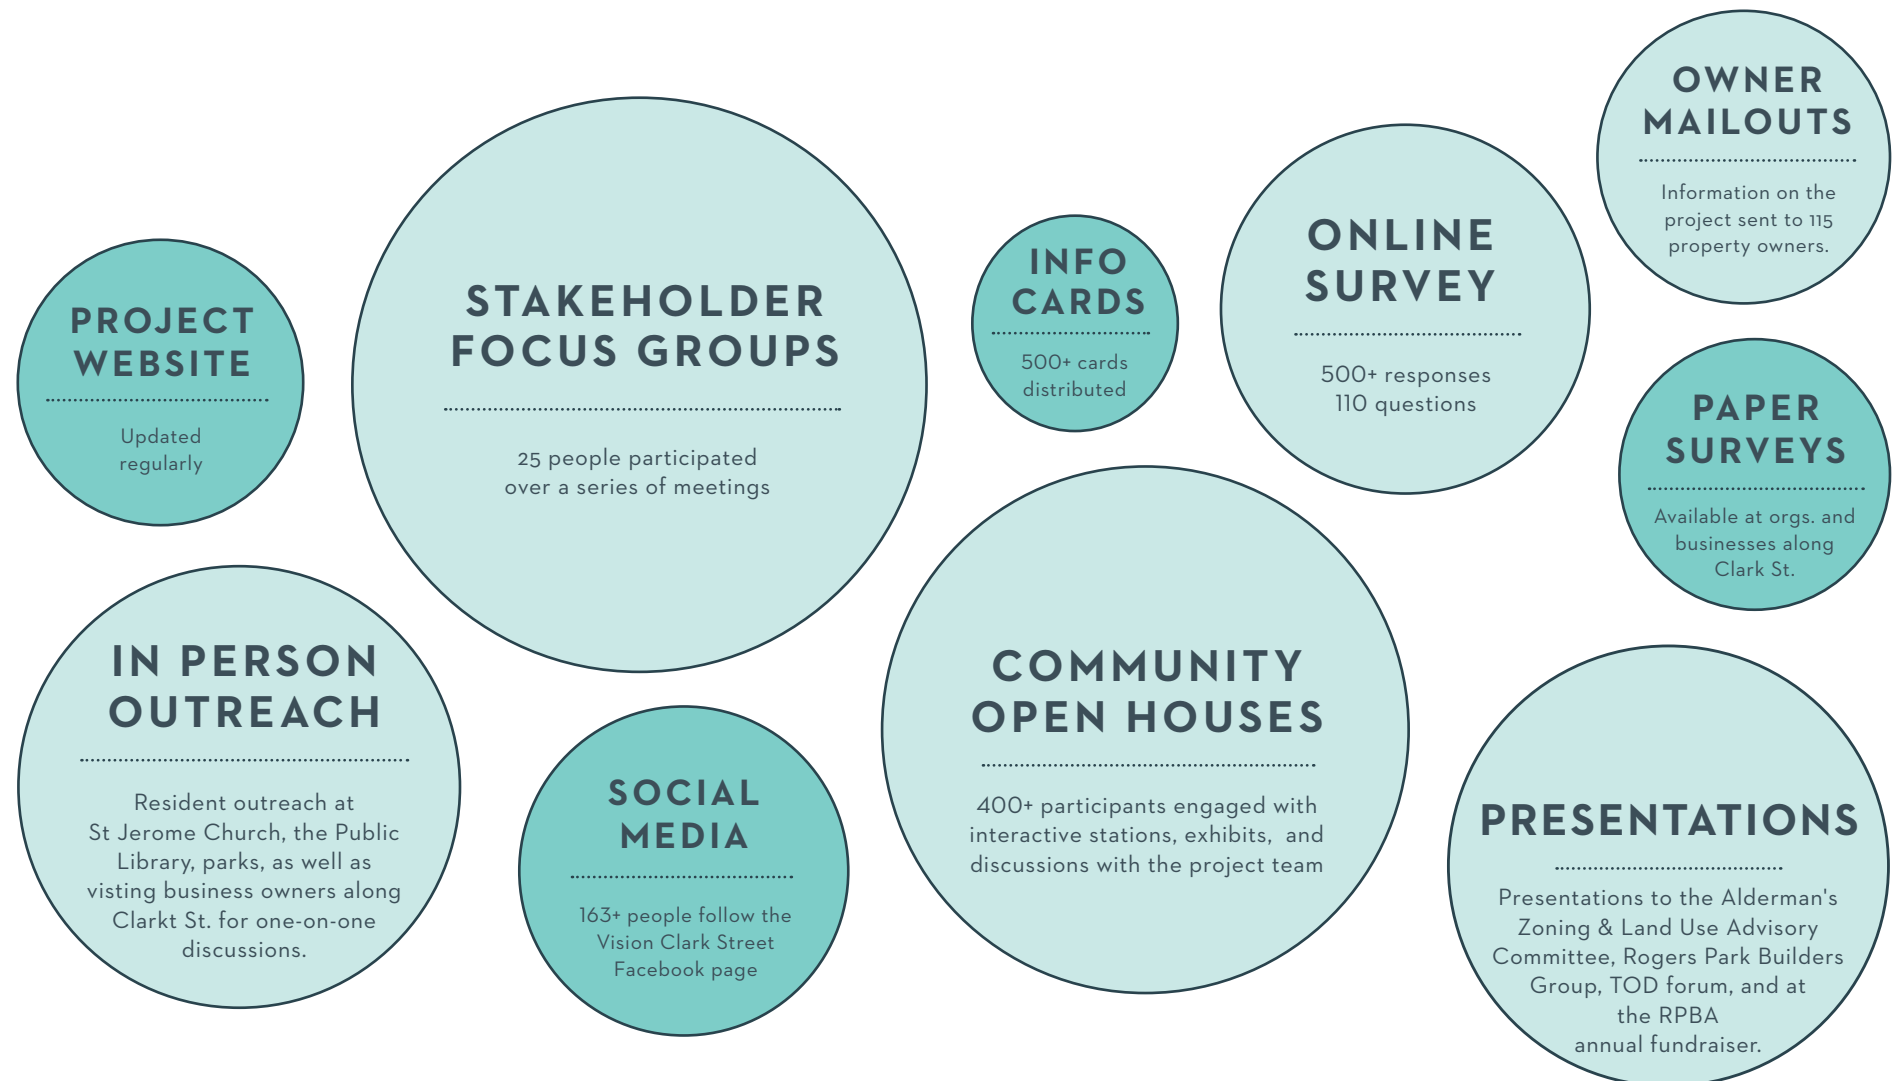 PROJECT
WEBSITE
Updated
regularly
STAKEHOLDER
FOCUS GROUPS
25 people participated
over a series of meetings
INFO
CARDS
500+ cards
distributed
ONLINE
SURVEY
500+ responses
110 questions
OWNER
MAILOUTS
Information on the
project sent to 115
property owners.
PAPER
SURVEYS
Available at orgs. and
businesses along
Clark St.
IN PERSON
OUTREACH
Resident outreach at
St Jerome Church, the Public
Library, parks, as well as
visting business owners along
Clarkt St. for one-on-one
discussions.
SOCIAL
MEDIA
163+ people follow the
Vision Clark Street
Facebook page
COMMUNITY
OPEN HOUSES
400+ participants engaged with
interactive stations, exhibits, and
discussions with the project team
PRESENTATIONS
Presentations to the Alderman's
Zoning & Land Use Advisory
Committee, Rogers Park Builders
Group, TOD forum, and at
the RPBA
annual fundraiser.